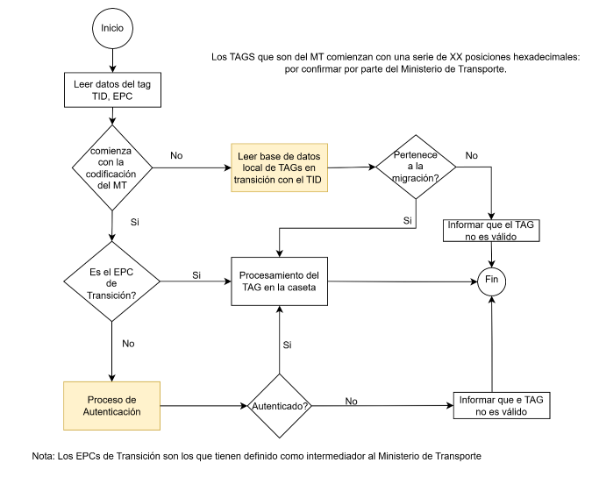 Inicio
Los TAGS que son del MT comienzan con una serie de XX posiciones hexadecimales:
por confirmar por parte del Ministerio de Transporte.
Leer datos del tag
TID, EPC
comienza
con la
codificación
del MT
No
Leer base de datos
local de TAGs en
transición con el TID
Pertenece
a la
migración?
No
Si
Si
Informar que el TAG
no es válido
Es el EPC
de
Transición?
Si
Procesamiento del
TAG en la caseta
Fin
No
Si
Proceso de
Autenticación
Autenticado?
No
Informar que e TAG
no es válido
Nota: Los EPCs de Transición son los que tienen definido como intermediador al Ministerio de Transporte